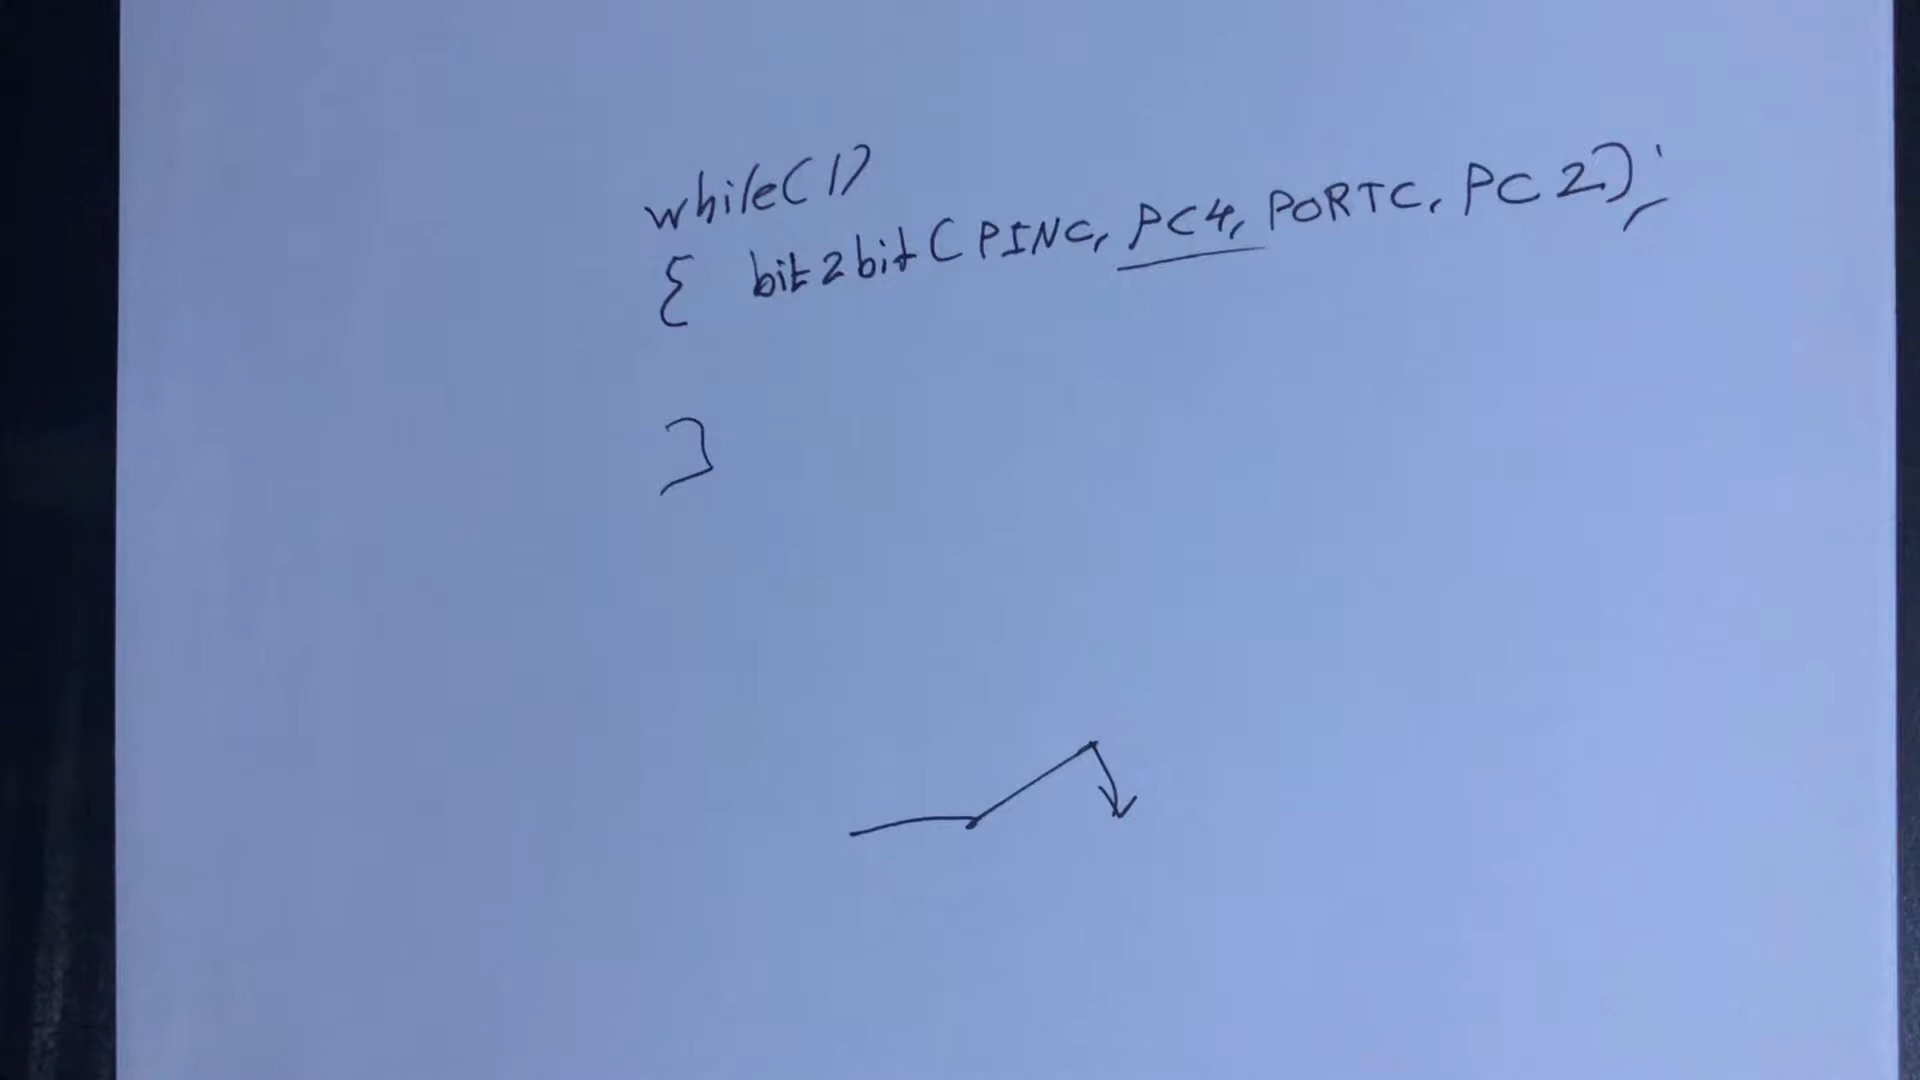 while(1)
{ bit2bit(PINC, PC4, PORTC, PC2);
}